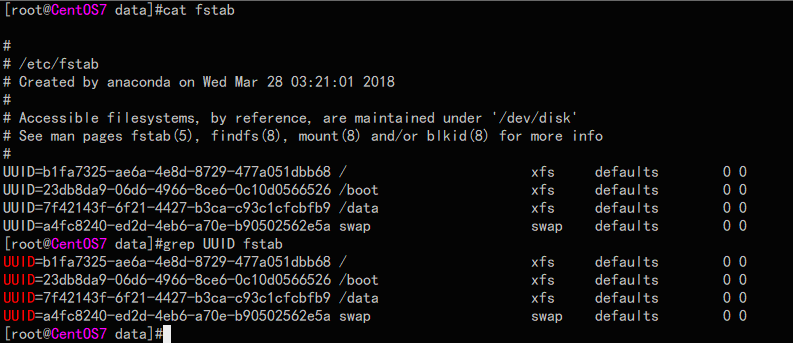 [root@CentOS7 data]#cat fstab
#
# /etc/fstab
# Created by anaconda on Wed Mar 28 03:21:01 2018
#
# Accessible filesystems, by reference, are maintained under '/dev/disk'
# See man pages fstab(5), findfs(8), mount(8) and/or blkid(8) for more info
#
UUID=b1fa7325-ae6a-4e8d-8729-477a051dbb68 / xfs defaults 0 0
UUID=23db8da9-06d6-4966-8ce6-0c10d0566526 /boot xfs defaults 0 0
UUID=7f42143f-6f21-4427-b3ca-c93c1cfcbfb9 /data xfs defaults 0 0
UUID=a4fc8240-ed2d-4eb6-a70e-b90502562e5a swap swap defaults 0 0
[root@CentOS7 data]#grep UUID fstab
UUID=b1fa7325-ae6a-4e8d-8729-477a051dbb68 / xfs defaults 0 0
UUID=23db8da9-06d6-4966-8ce6-0c10d0566526 /boot xfs defaults 0 0
UUID=7f42143f-6f21-4427-b3ca-c93c1cfcbfb9 /data xfs defaults 0 0
UUID=a4fc8240-ed2d-4eb6-a70e-b90502562e5a swap swap defaults 0 0
[root@CentOS7 data]#